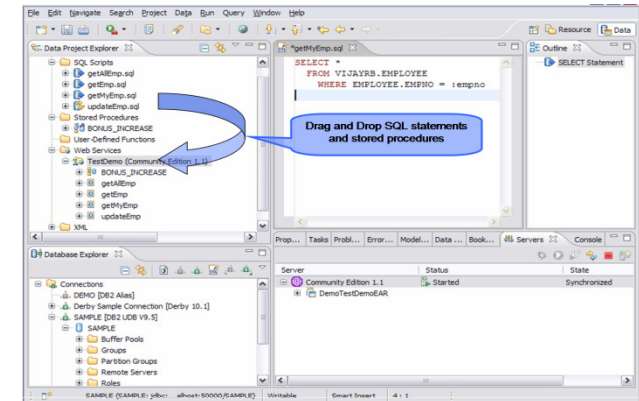 File Edit Navigate Search Project Data Run Query Window Help
Resource Data
Data Project Explorer
SQL Scripts
getAllEmp.sql
getEmp.sql
getMyEmp.sql
updateEmp.sql
Stored Procedures
BONUS_INCREASE
User-Defined Functions
Web Services
TestDemo (Community Edition 1.1)
BONUS_INCREASE
getAllEmp
getEmp
getMyEmp
updateEmp
XML
*getMyEmp.sql
SELECT *
FROM VIJAYRB.EMPLOYEE
WHERE EMPLOYEE.EMPNO = :empno
Drag and Drop SQL statements
and stored procedures
Outline
SELECT Statement
Database Explorer
Connections
DEMO [DB2 Alias]
Derby Sample Connection [Derby 10.1]
SAMPLE [DB2 UDB V9.5]
SAMPLE
Buffer Pools
Groups
Partition Groups
Remote Servers
Roles
Prop... Tasks Probl... Error... Model... Data ... Book... Servers Console
Server Status State
Community Edition 1.1 Started Synchronized
DemoTestDemoEAR
SAMPLE (SAMPLE: jdbc:...alhost:50000/SAMPLE) Writable Smart Insert 4 : 1